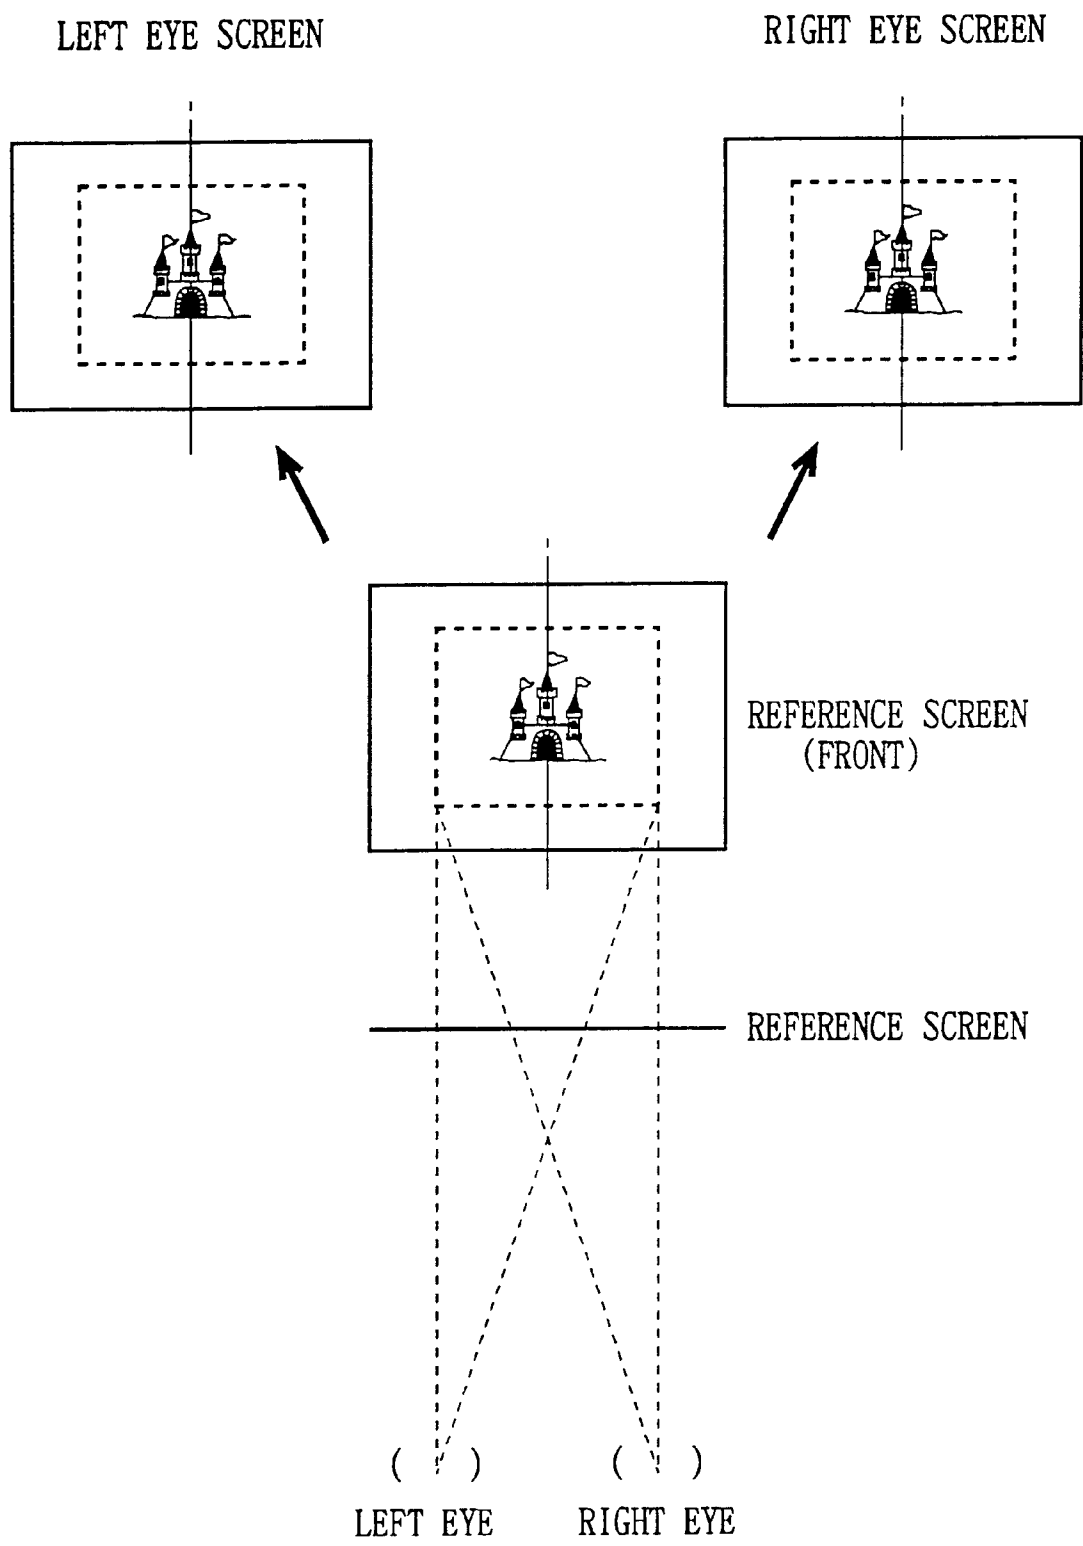 LEFT EYE SCREEN
RIGHT EYE SCREEN
REFERENCE SCREEN
(FRONT)
REFERENCE SCREEN
( )
( )
LEFT EYE
RIGHT EYE